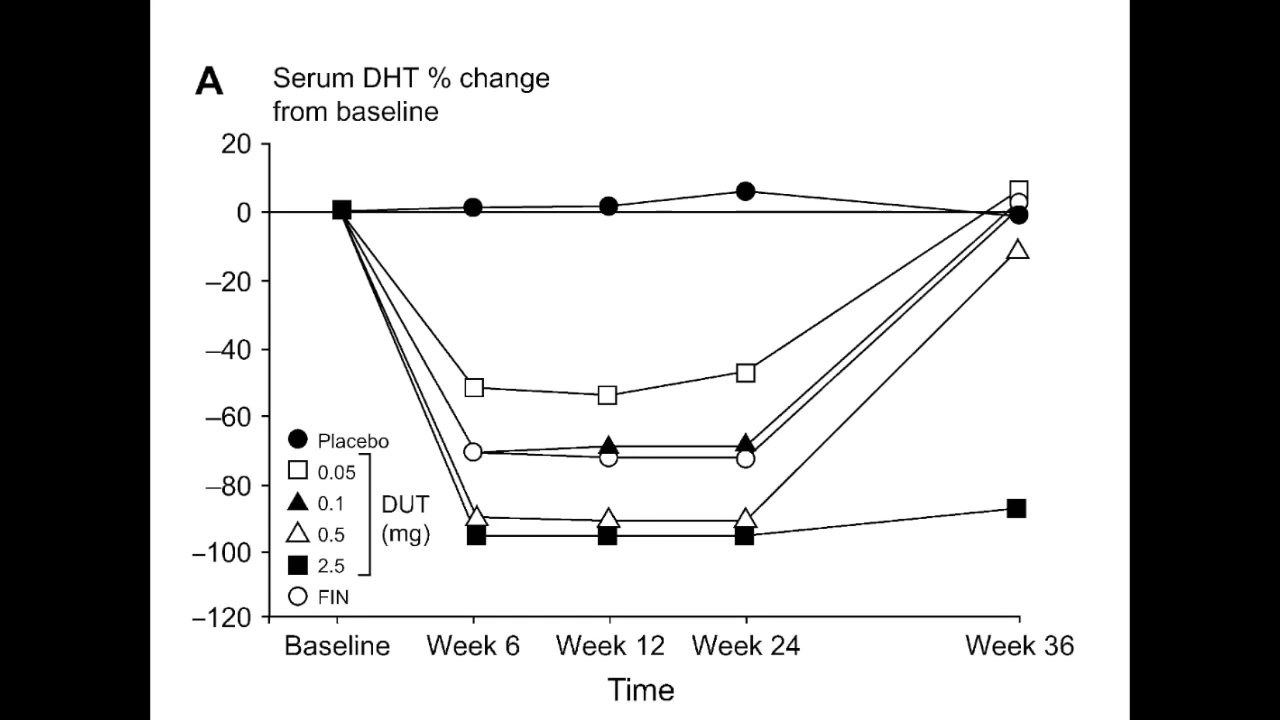 A
Serum DHT % change
from baseline
20
0
–20
–40
–60
–80
–100
–120
Placebo
0.05
0.1
0.5
2.5
FIN
DUT
(mg)
Baseline Week 6 Week 12 Week 24 Week 36
Time